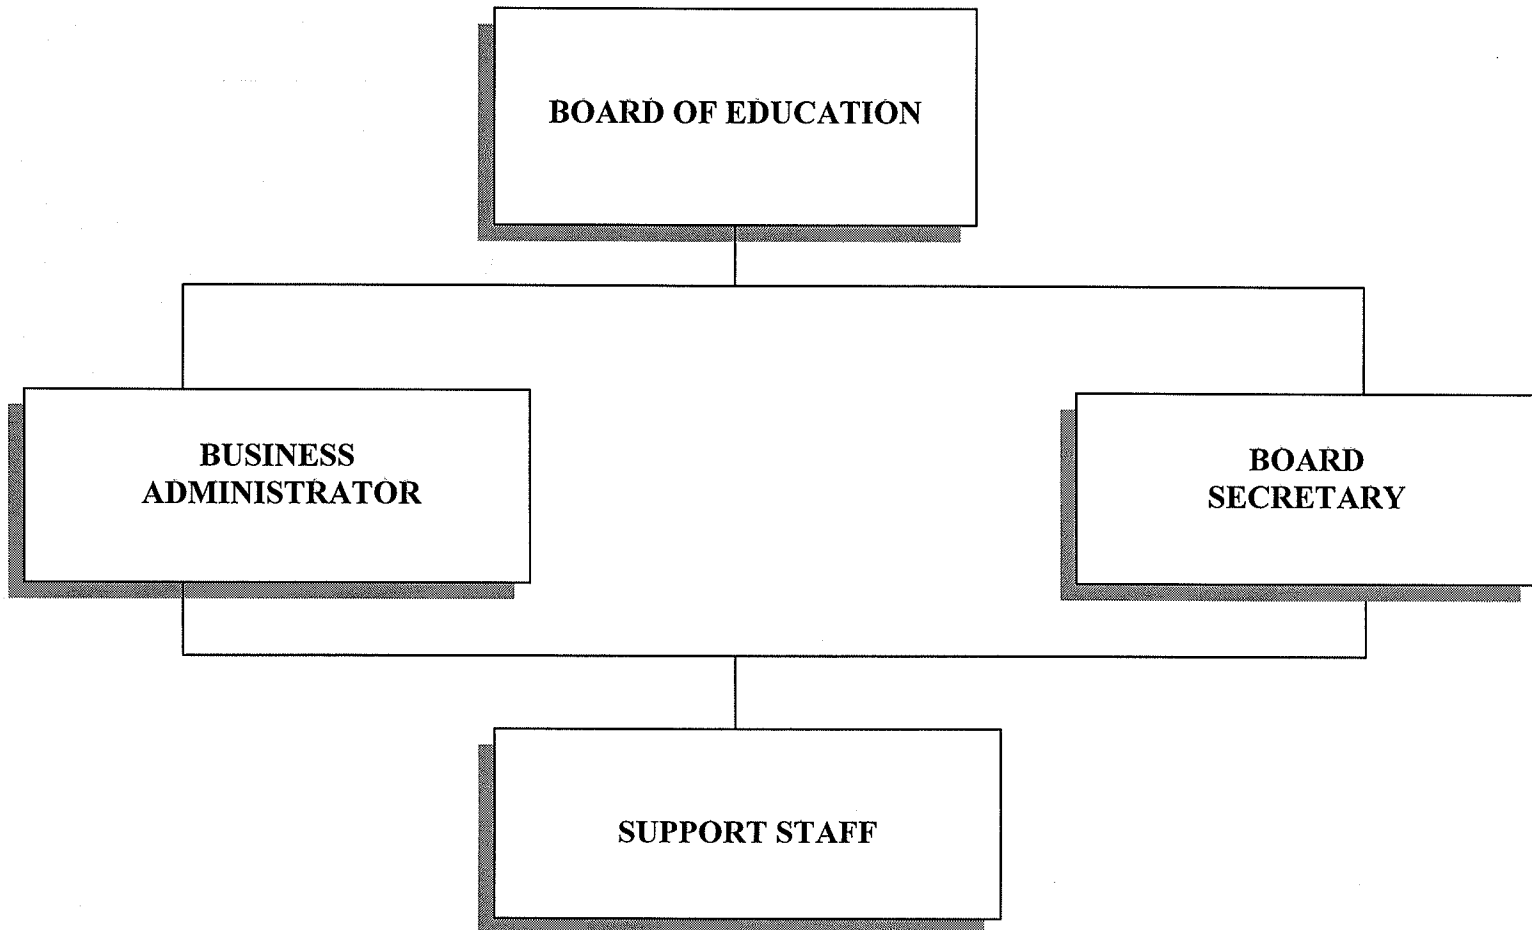 BOARD OF EDUCATION
BUSINESS
ADMINISTRATOR
BOARD
SECRETARY
SUPPORT STAFF